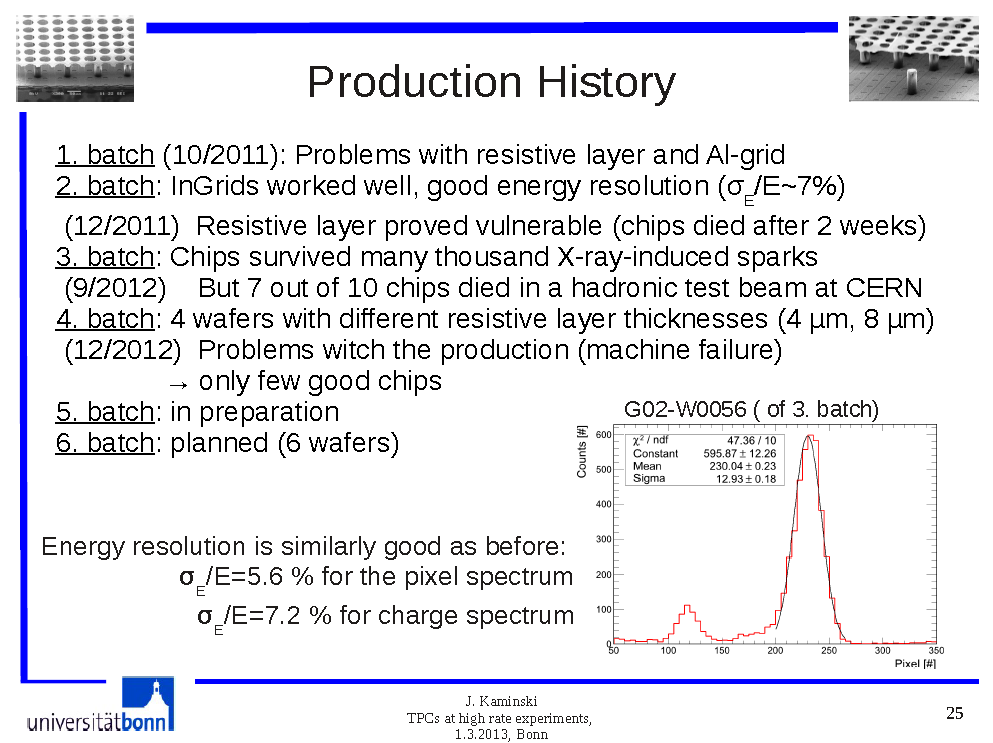 Production History
1. batch (10/2011): Problems with resistive layer and Al-grid
2. batch: InGrids worked well, good energy resolution (σE/E~7%)
(12/2011) Resistive layer proved vulnerable (chips died after 2 weeks)
3. batch: Chips survived many thousand X-ray-induced sparks
(9/2012) But 7 out of 10 chips died in a hadronic test beam at CERN
4. batch: 4 wafers with different resistive layer thicknesses (4 µm, 8 µm)
(12/2012) Problems witch the production (machine failure)
→ only few good chips
5. batch: in preparation
6. batch: planned (6 wafers)
G02-W0056 ( of 3. batch)
Counts [#]
χ² / ndf 47.36 / 10
Constant 595.87 ± 12.26
Mean 230.04 ± 0.23
Sigma 12.93 ± 0.18
600
500
400
300
200
100
0
50 100 150 200 250 300 350
Pixel [#]
Energy resolution is similarly good as before:
σE/E=5.6 % for the pixel spectrum
σE/E=7.2 % for charge spectrum
universitätbonn
J. Kaminski
TPCs at high rate experiments,
1.3.2013, Bonn
25